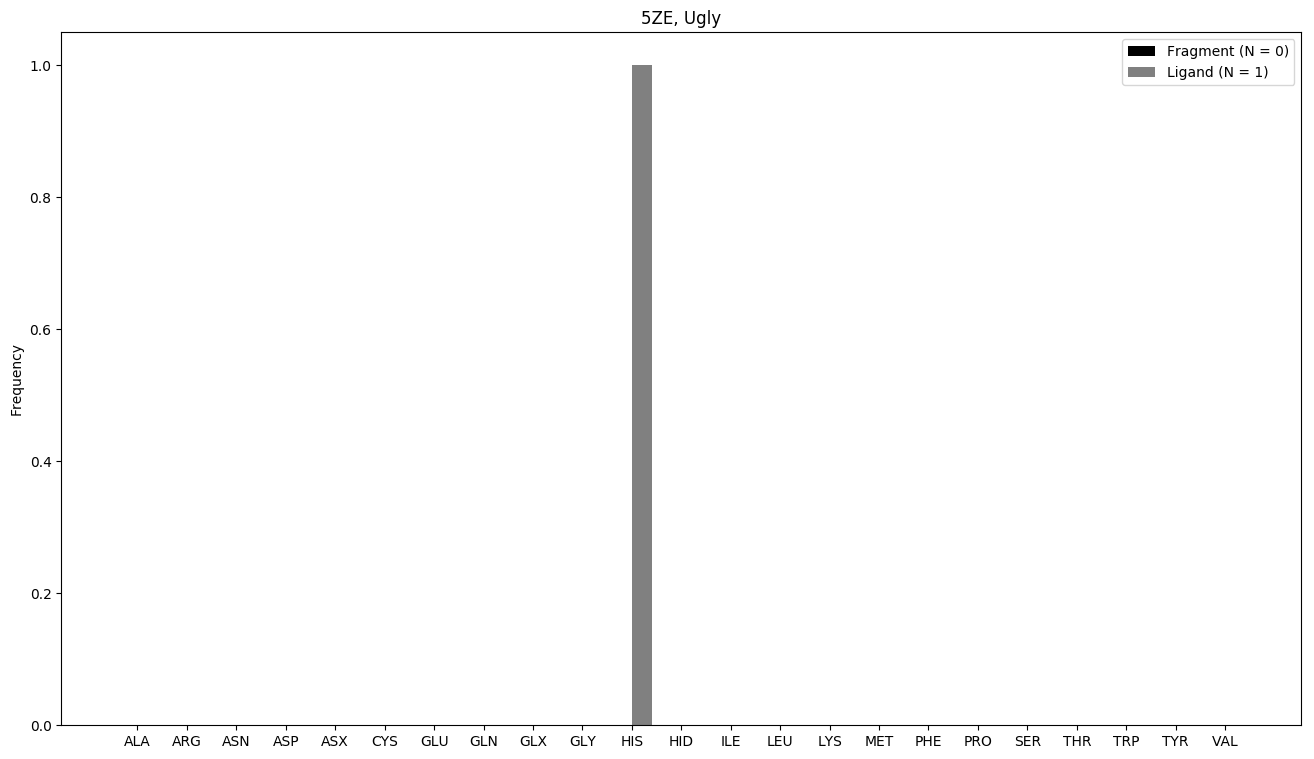 5ZE, Ugly
Fragment (N = 0)
Ligand (N = 1)
Frequency
1.0
0.8
0.6
0.4
0.2
0.0
ALA ARG ASN ASP ASX CYS GLU GLN GLX GLY HIS HID ILE LEU LYS MET PHE PRO SER THR TRP TYR VAL